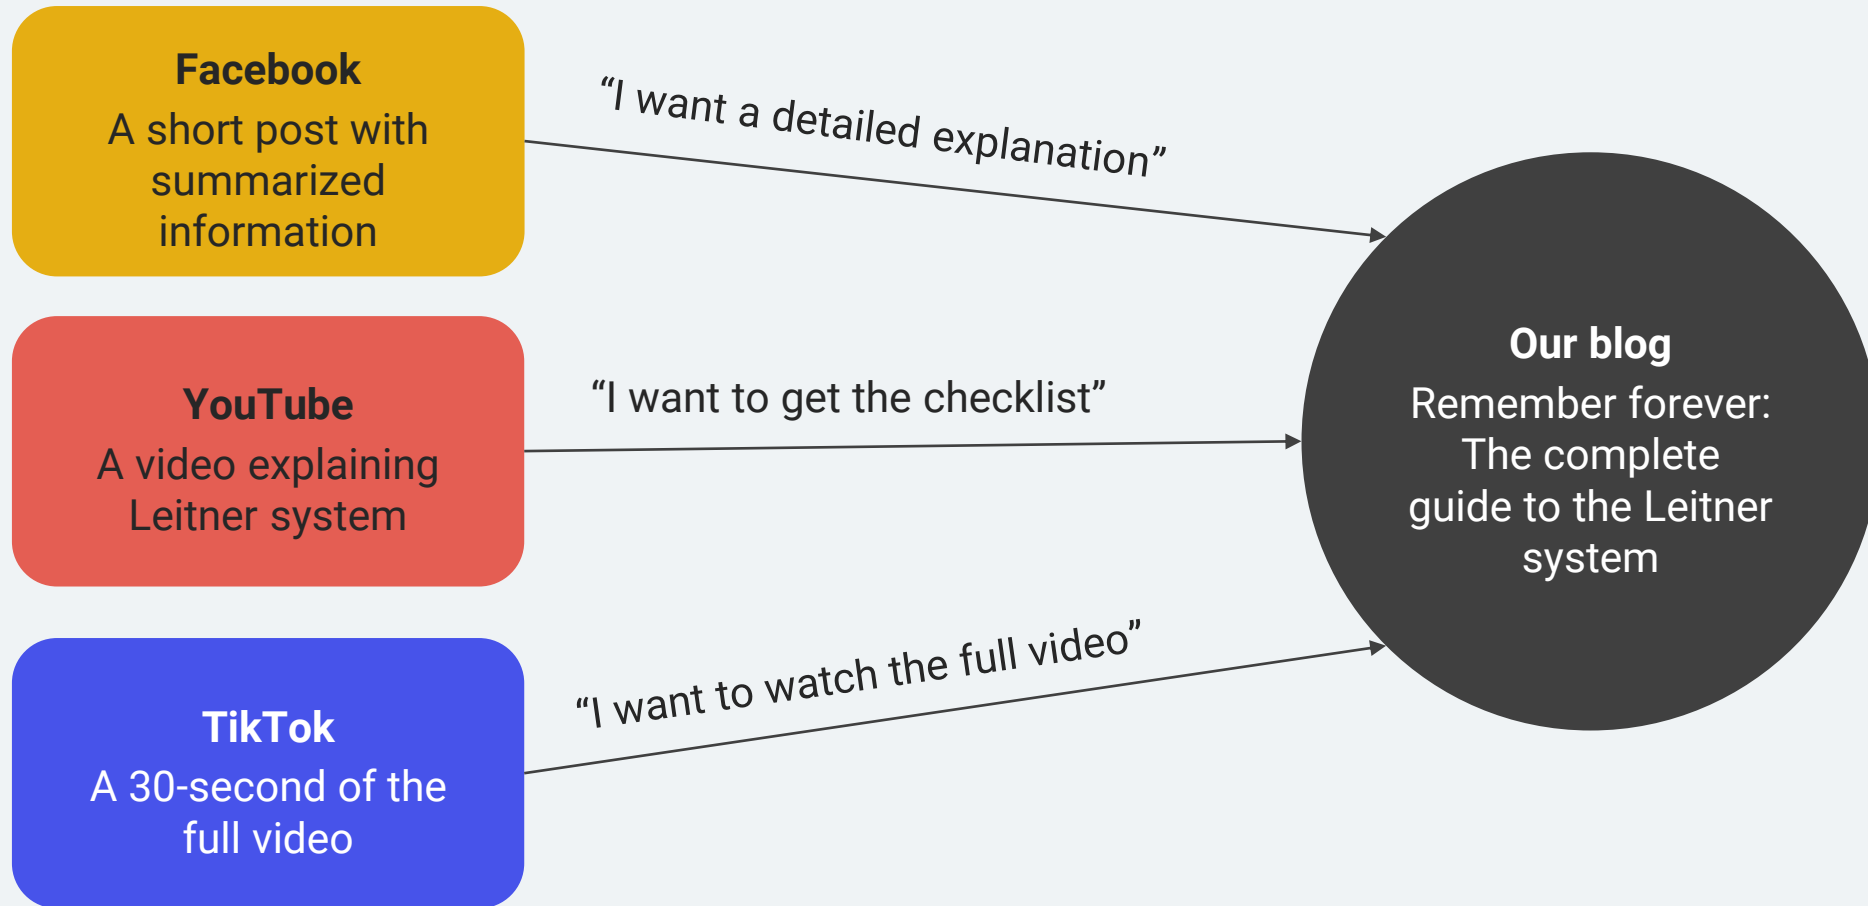 Facebook
A short post with
summarized
information
“I want a detailed explanation”
YouTube
A video explaining
Leitner system
“I want to get the checklist”
TikTok
A 30-second of the
full video
“I want to watch the full video”
Our blog
Remember forever:
The complete
guide to the Leitner
system